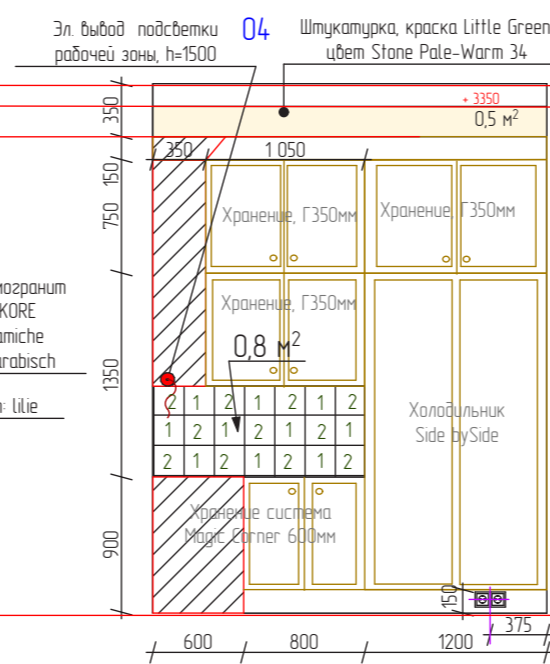 Эл. вывод подсветки
рабочей зоны, h=1500
04
Штукатурка, краска Little Green
цвет Stone Pale-Warm 34
+ 3350
0,5 м²
350
350
1 050
150
750
Хранение, Г350мм
Хранение, Г350мм
Хранение, Г350мм
могранит
KORE
amiche
arabisch
н: lilie
1350
0,8 м²
2 1 2 1 2 1 2
1 2 1 2 1 2 1
2 1 2 1 2 1 2
Холодильник
Side bySide
Хранение система
Magic Corner 600мм
900
150
375
600
800
1200